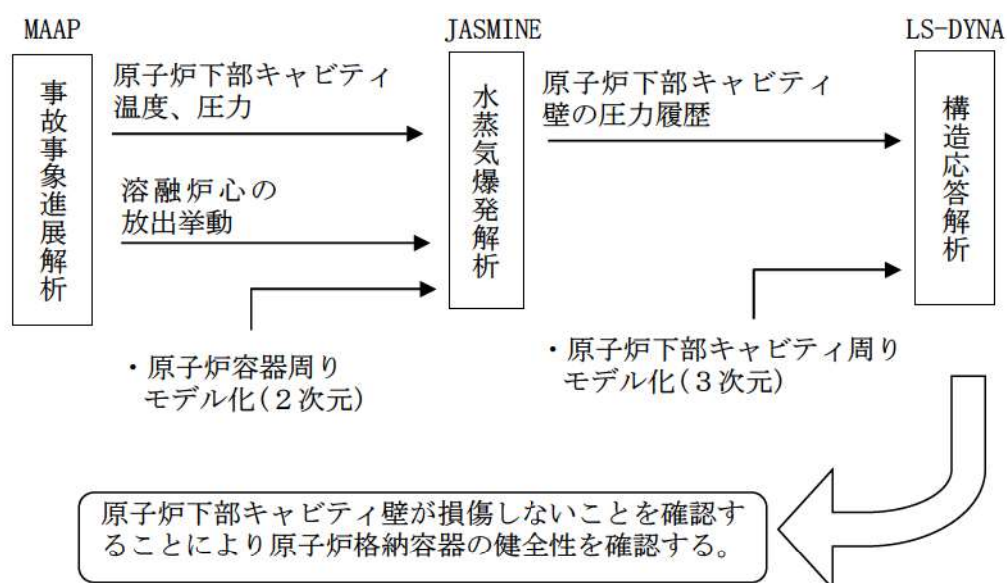 MAAP
JASMINE
LS-DYNA
事故事象進展解析
原子炉下部キャビティ
温度、圧力
溶融炉心の
放出挙動
水蒸気爆発解析
原子炉下部キャビティ
壁の圧力履歴
構造応答解析
・原子炉容器周り
モデル化(2次元)
・原子炉下部キャビティ周り
モデル化(3次元)
原子炉下部キャビティ壁が損傷しないことを確認す
ることにより原子炉格納容器の健全性を確認する。